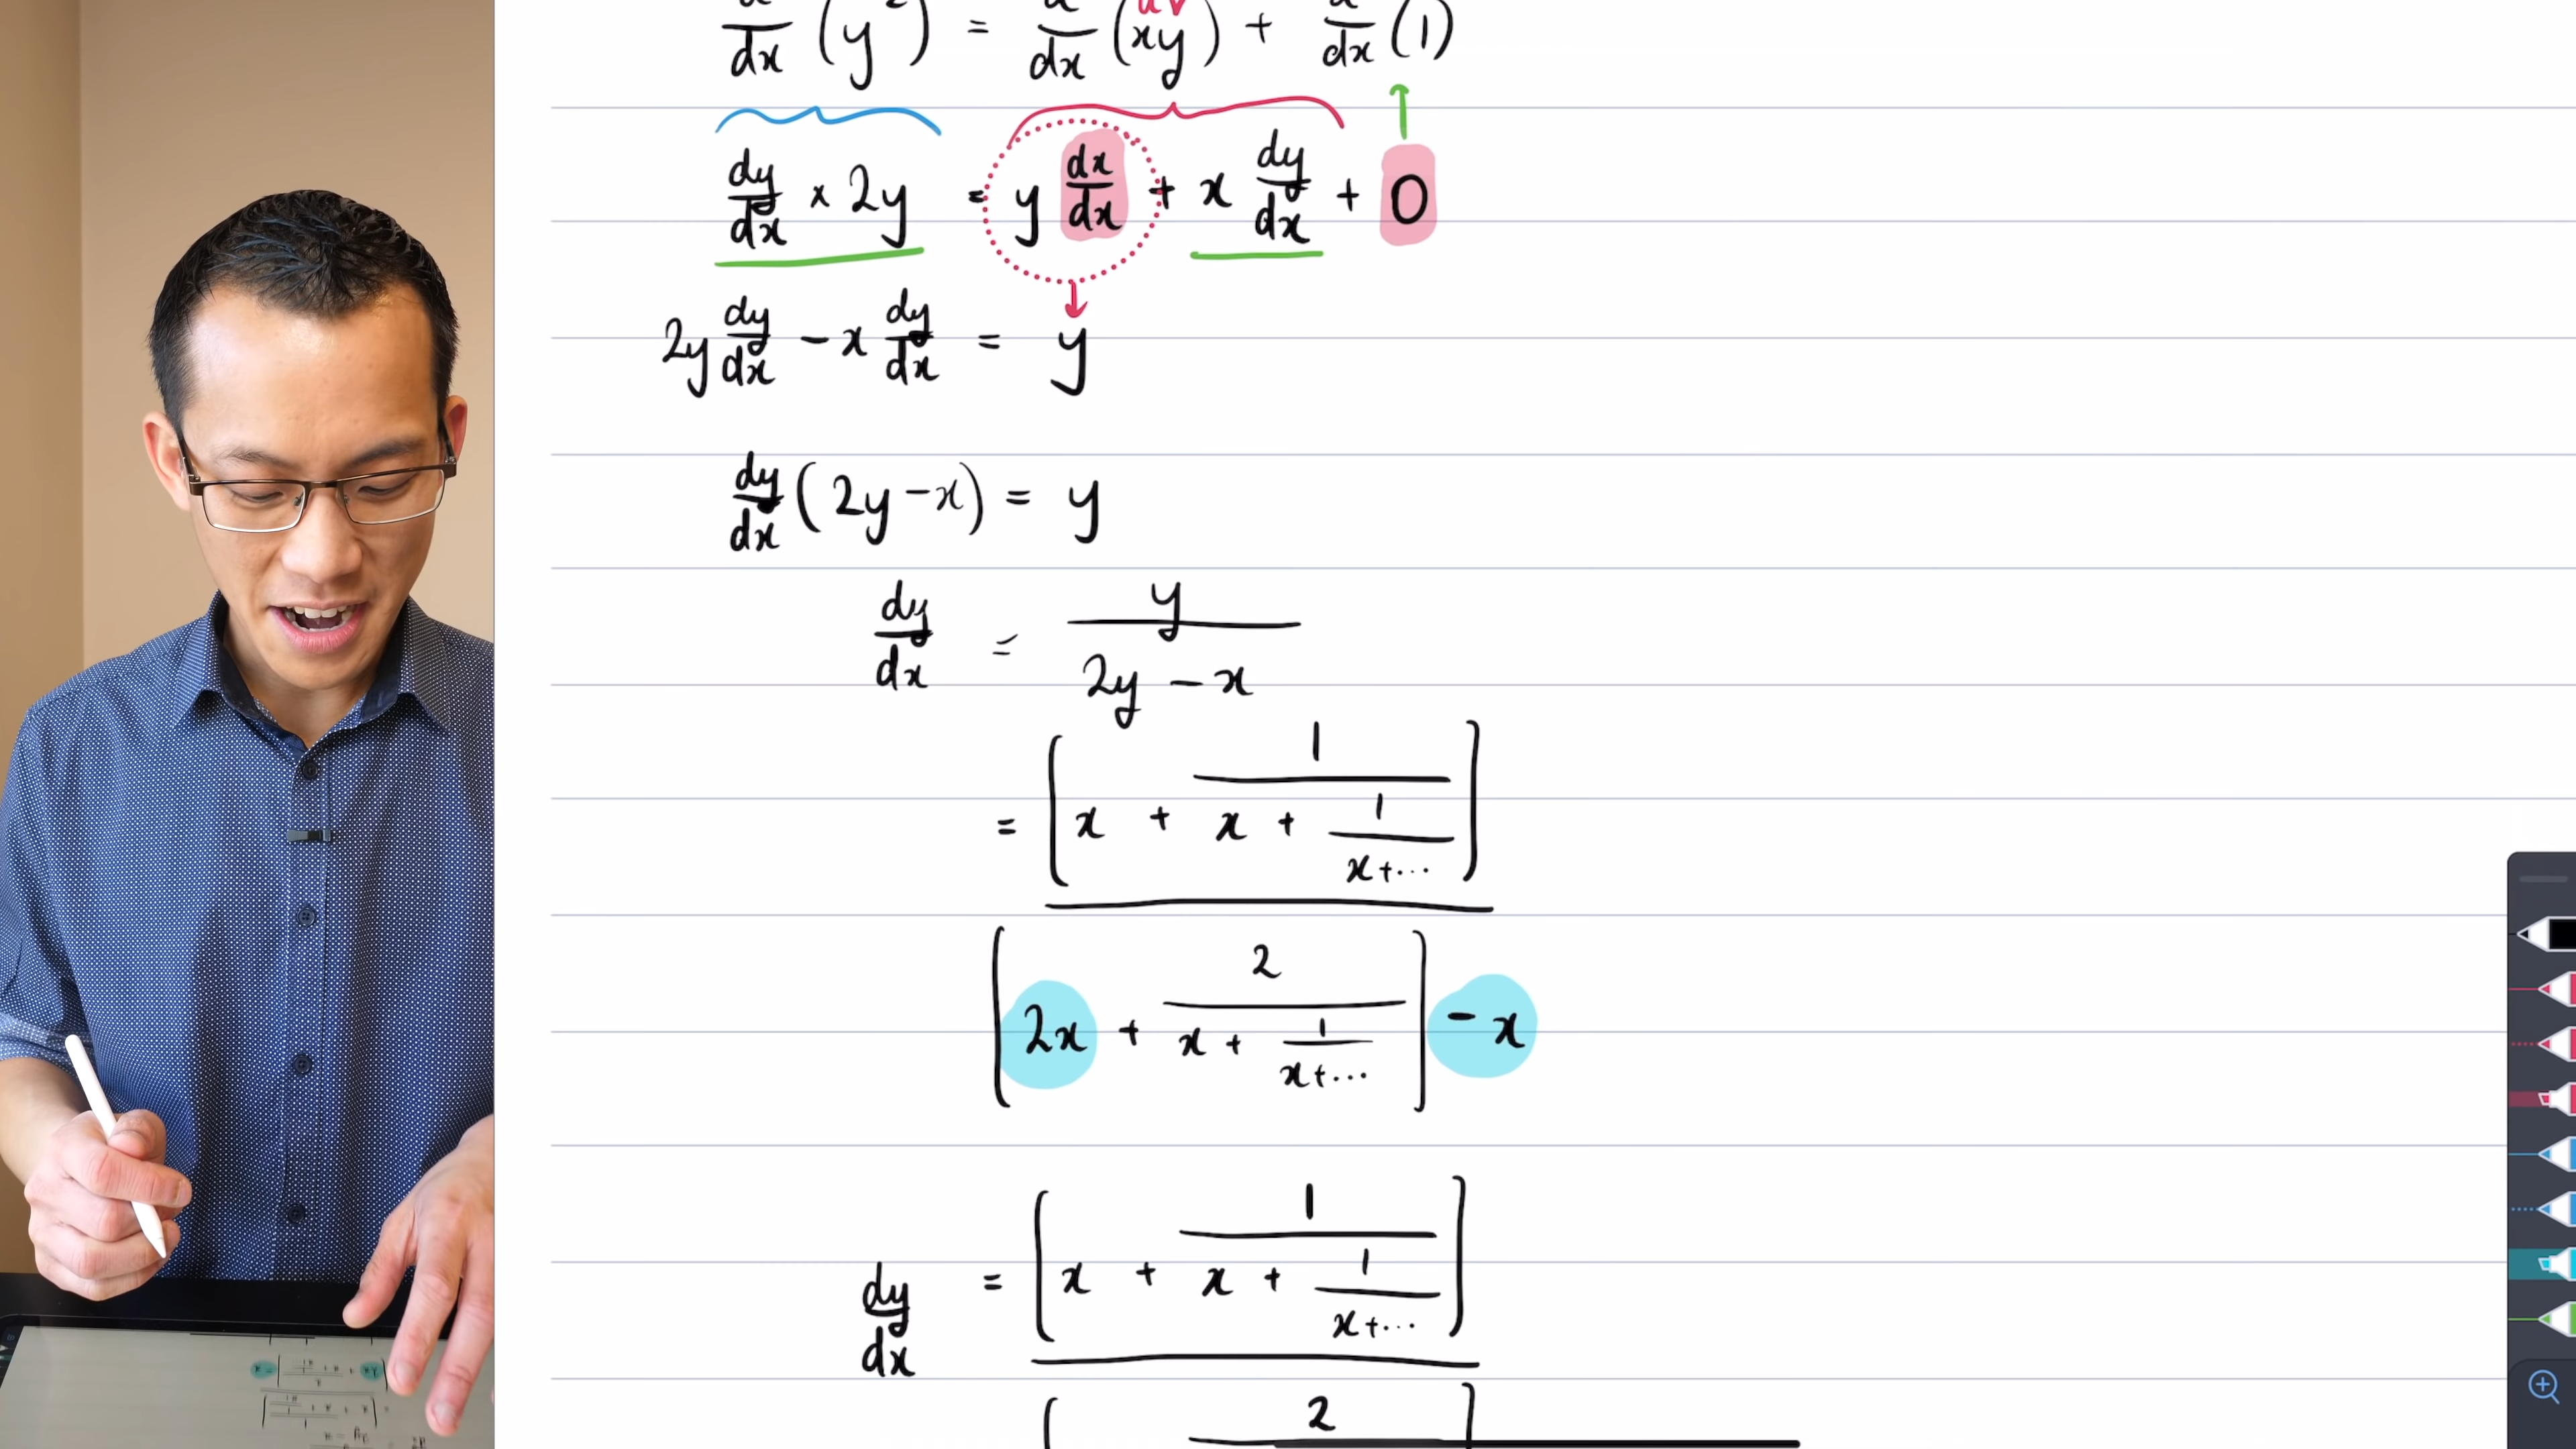 d/dx (y²) = d/dx (xy) + d/dx (1)
uv
dy/dx × 2y = y dx/dx + x dy/dx + 0
2y dy/dx − x dy/dx = y
dy/dx (2y − x) = y
dy/dx = y / (2y − x)
= [x + 1/(x + 1/(x+...))] / ([2x + 2/(x + 1/(x+...))] − x)
dy/dx = [x + 1/(x + 1/(x+...))] / [2